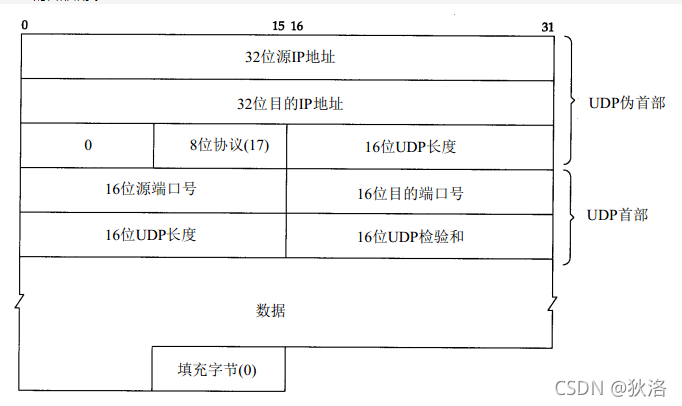 0 15 16 31
32位源IP地址
32位目的IP地址
UDP伪首部
0 8位协议(17) 16位UDP长度
16位源端口号 16位目的端口号
UDP首部
16位UDP长度 16位UDP检验和
数据
填充字节(0)
CSDN @狄洛